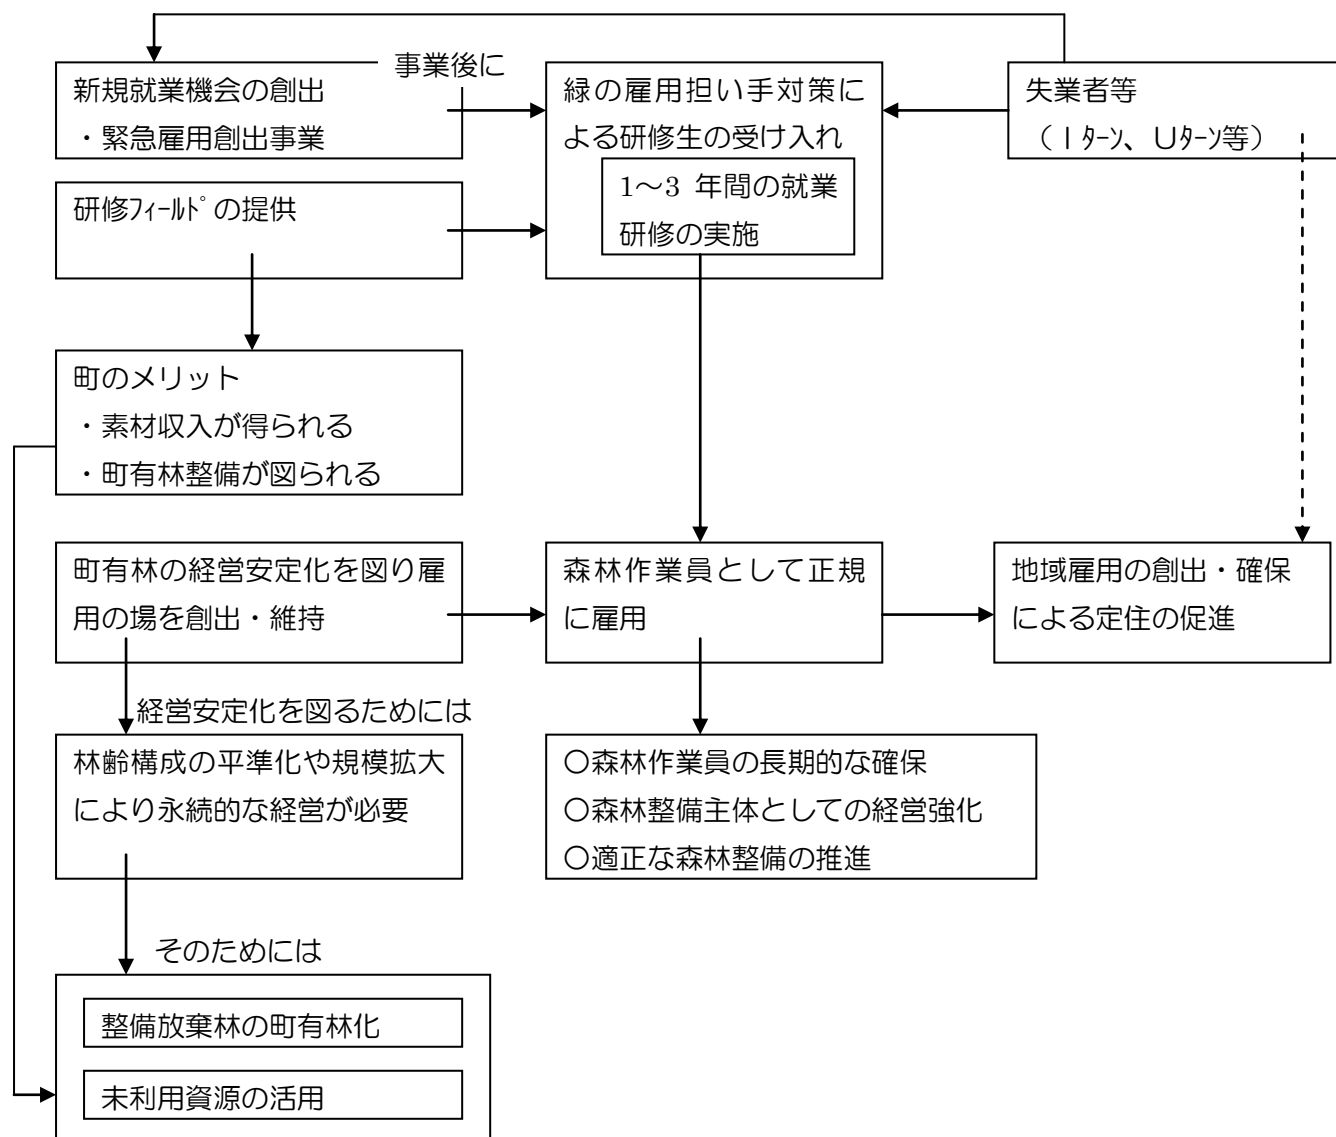 事業後に
新規就業機会の創出
・緊急雇用創出事業
緑の雇用担い手対策に
よる研修生の受け入れ
1～3 年間の就業
研修の実施
失業者等
（Ｉﾀｰﾝ、Ｕﾀｰﾝ等）
研修ﾌｨｰﾙﾄﾞの提供
町のメリット
・素材収入が得られる
・町有林整備が図られる
町有林の経営安定化を図り雇
用の場を創出・維持
森林作業員として正規
に雇用
地域雇用の創出・確保
による定住の促進
経営安定化を図るためには
林齢構成の平準化や規模拡大
により永続的な経営が必要
○森林作業員の長期的な確保
○森林整備主体としての経営強化
○適正な森林整備の推進
そのためには
整備放棄林の町有林化
未利用資源の活用